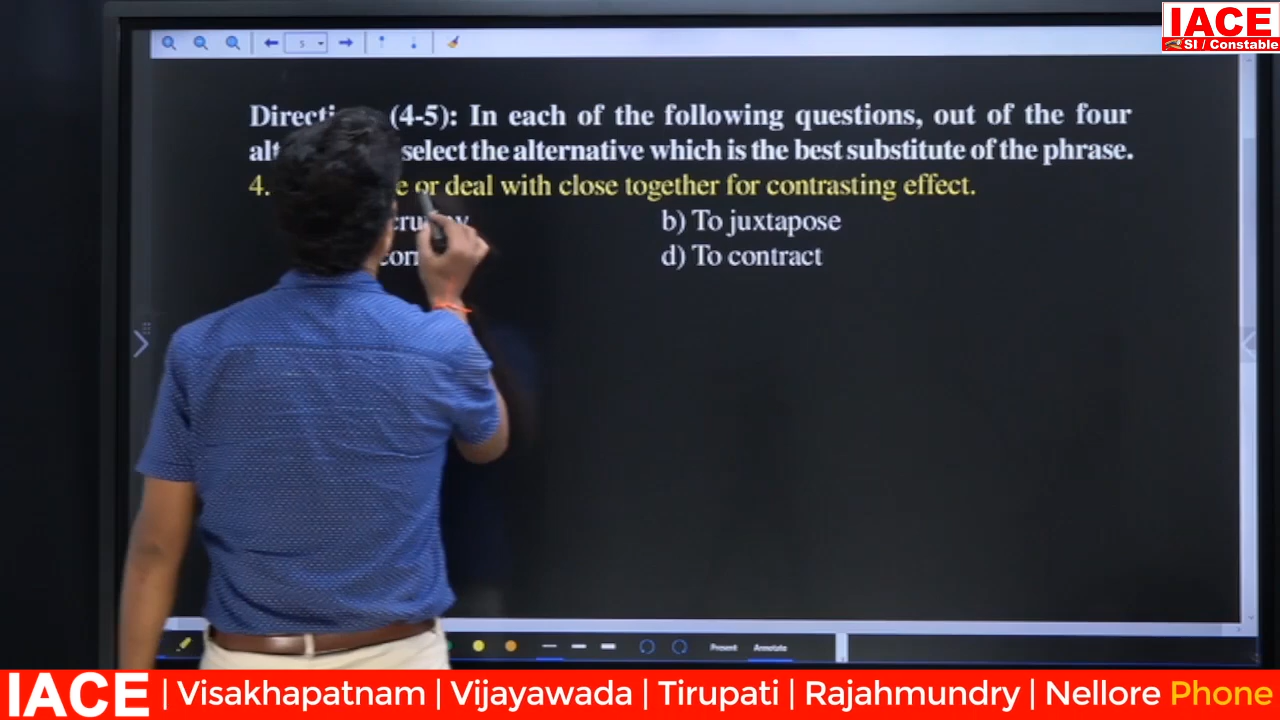 IACE
SI / Constable
5
(4-5): In each of the following questions, out of the four
select the alternative which is the best substitute of the phrase.
4. or deal with close together for contrasting effect.
b) To juxtapose
d) To contract
Present Annotate
IACE | Visakhapatnam | Vijayawada | Tirupati | Rajahmundry | Nellore Phone